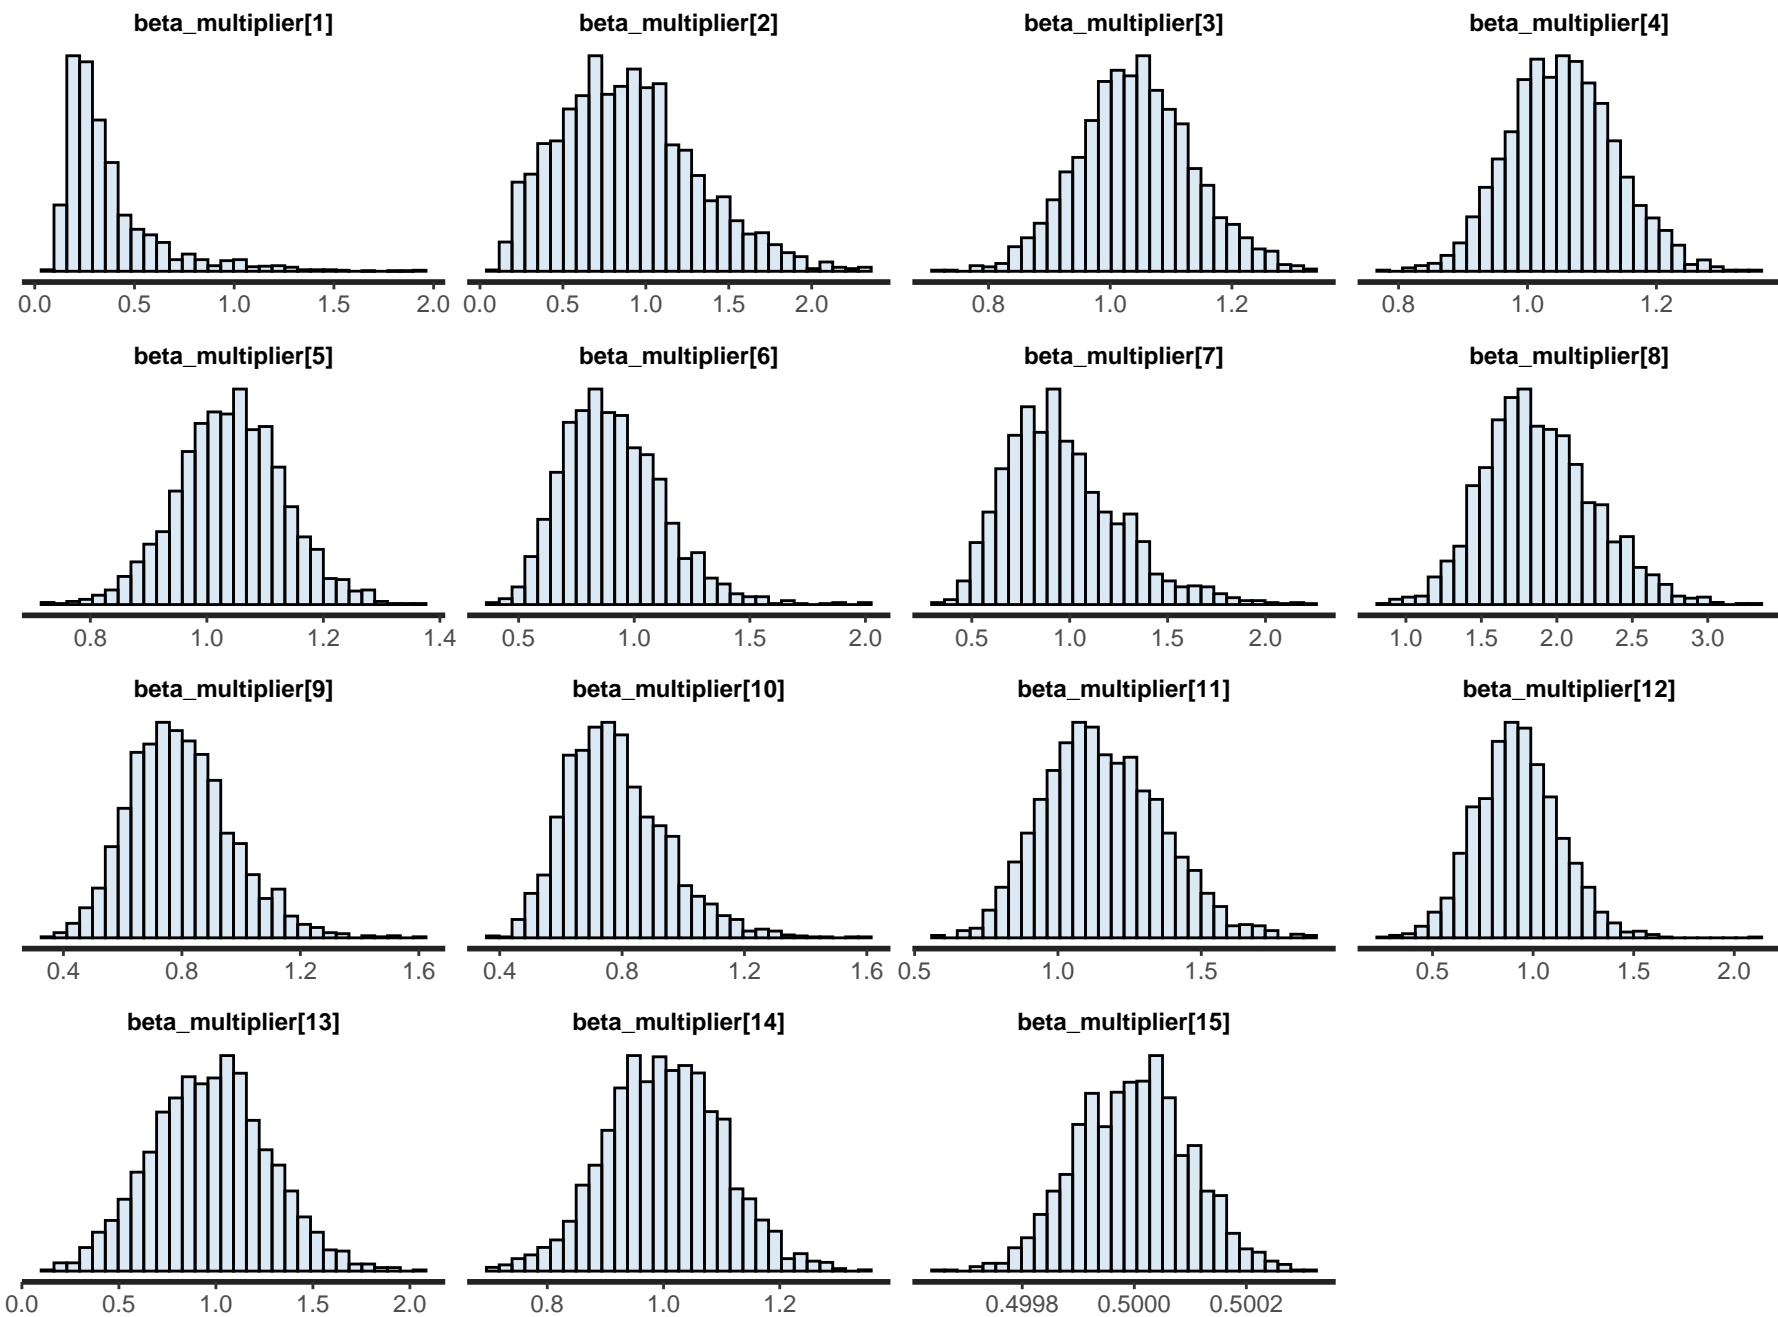 beta_multiplier[1] beta_multiplier[2] beta_multiplier[3] beta_multiplier[4]
0.0 0.5 1.0 1.5 2.0 0.0 0.5 1.0 1.5 2.0 0.8 1.0 1.2 0.8 1.0 1.2
beta_multiplier[5] beta_multiplier[6] beta_multiplier[7] beta_multiplier[8]
0.8 1.0 1.2 1.4 0.5 1.0 1.5 2.0 0.5 1.0 1.5 2.0 1.0 1.5 2.0 2.5 3.0
beta_multiplier[9] beta_multiplier[10] beta_multiplier[11] beta_multiplier[12]
0.4 0.8 1.2 1.6 0.4 0.8 1.2 1.6 0.5 1.0 1.5 0.5 1.0 1.5 2.0
beta_multiplier[13] beta_multiplier[14] beta_multiplier[15]
0.0 0.5 1.0 1.5 2.0 0.8 1.0 1.2 0.4998 0.5000 0.5002